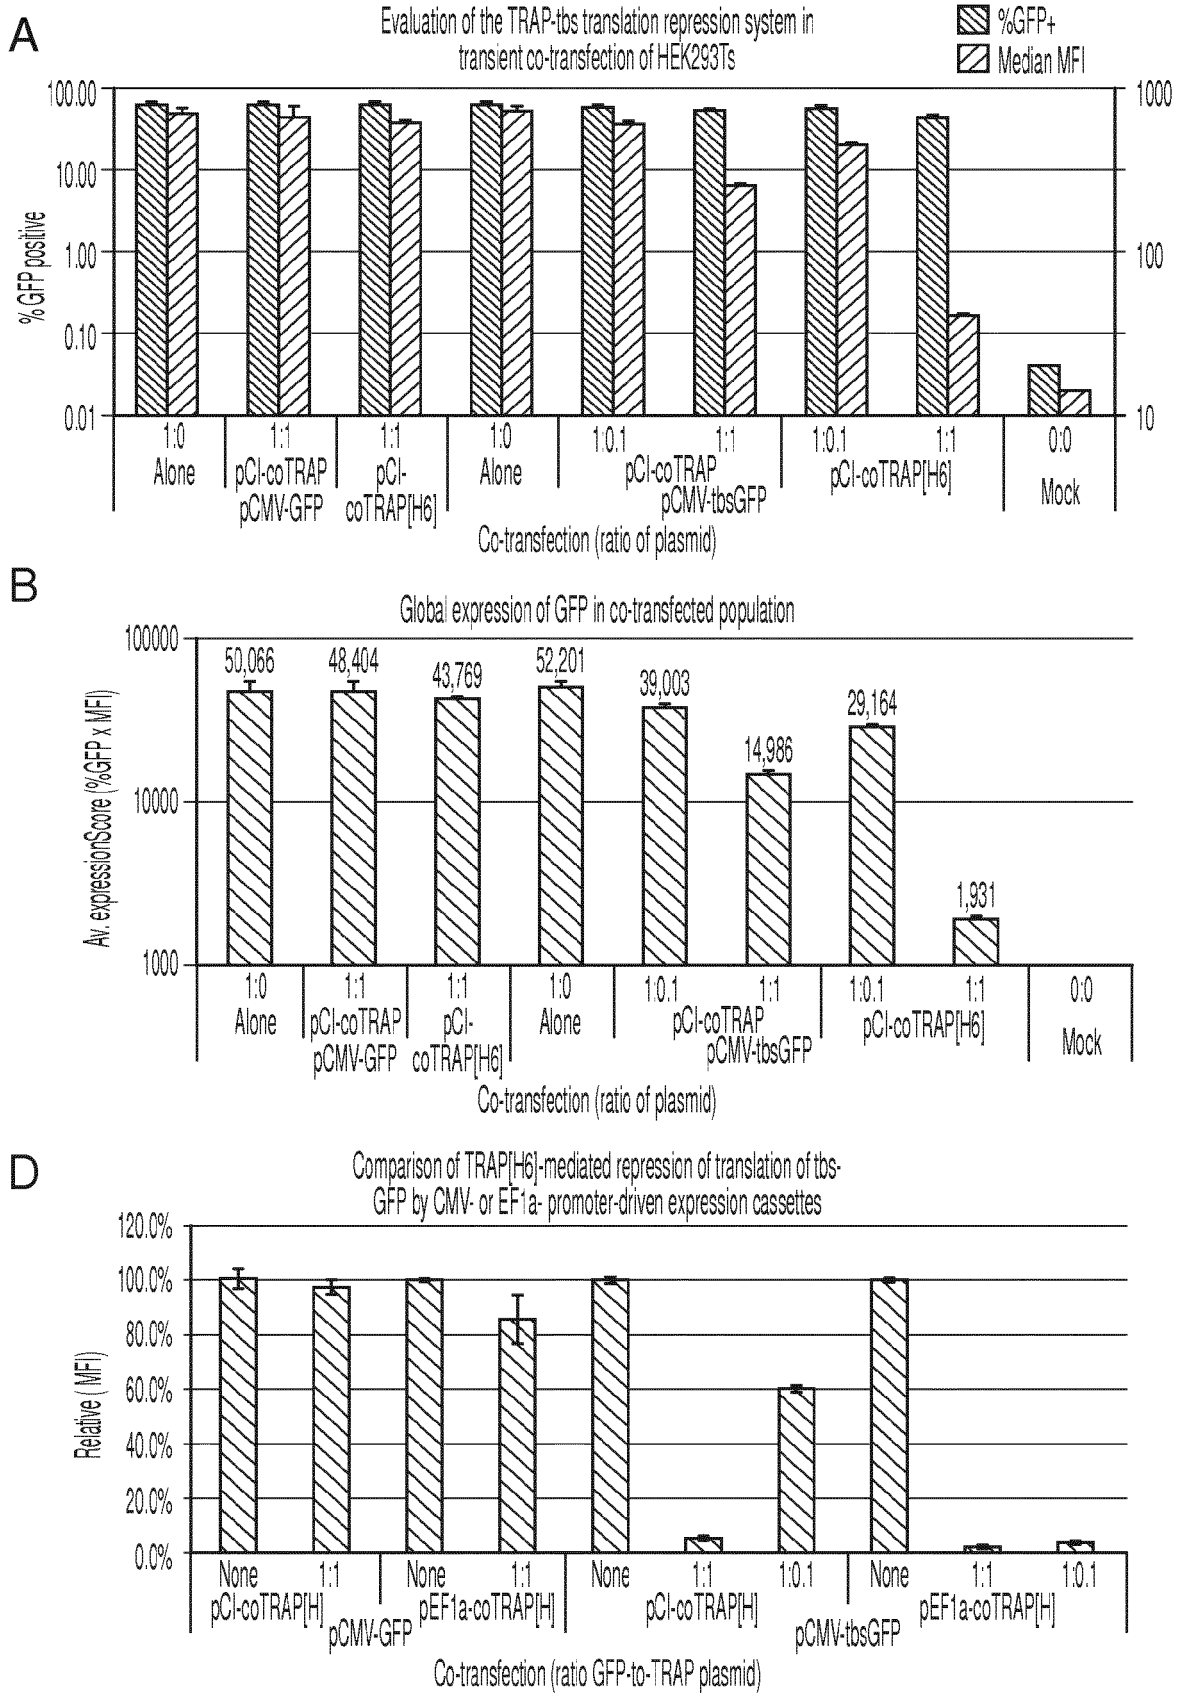 A
Evaluation of the TRAP-tbs translation repression system in
transient co-transfection of HEK293Ts
%GFP+
Median MFI
100.00
10.00
1.00
0.10
0.01
% GFP positive
1000
100
10
1:0 1:1 1:1 1:0 1:0.1 1:1 1:0.1 1:1 0:0
Alone pCI-coTRAP pCI- Alone pCI-coTRAP pCI-coTRAP[H6] Mock
pCMV-GFP coTRAP[H6] pCMV-tbsGFP
Co-transfection (ratio of plasmid)
B
Global expression of GFP in co-transfected population
100000
10000
1000
Av. expressionScore (%GFP x MFI)
50,066
48,404
43,769
52,201
39,003
14,986
29,164
1,931
1:0 1:1 1:1 1:0 1:0.1 1:1 1:0.1 1:1 0:0
Alone pCI-coTRAP pCI- Alone pCI-coTRAP pCI-coTRAP[H6] Mock
pCMV-GFP coTRAP[H6] pCMV-tbsGFP
Co-transfection (ratio of plasmid)
D
Comparison of TRAP[H6]-mediated repression of translation of tbs-
GFP by CMV- or EF1a- promoter-driven expression cassettes
120.0%
100.0%
80.0%
60.0%
40.0%
20.0%
0.0%
Relative ( MFI)
None 1:1 None 1:1 None 1:1 1:0.1 None 1:1 1:0.1
pCI-coTRAP[H] pEF1a-coTRAP[H] pCI-coTRAP[H] pEF1a-coTRAP[H]
pCMV-GFP pCMV-tbsGFP
Co-transfection (ratio GFP-to-TRAP plasmid)